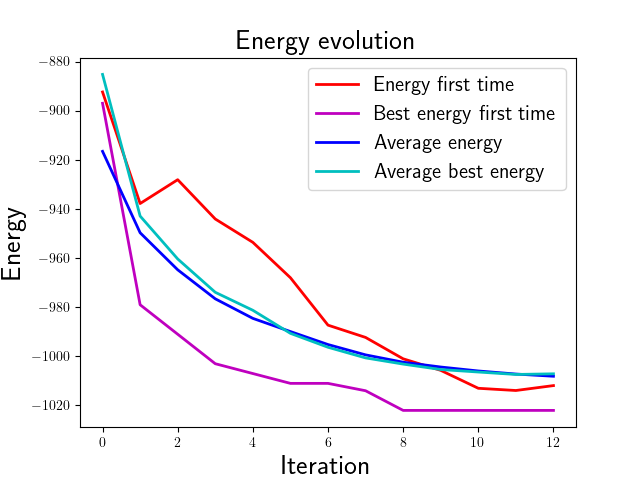 Energy evolution
Energy first time
Best energy first time
Average energy
Average best energy
Energy
−880
−900
−920
−940
−960
−980
−1000
−1020
0 2 4 6 8 10 12
Iteration